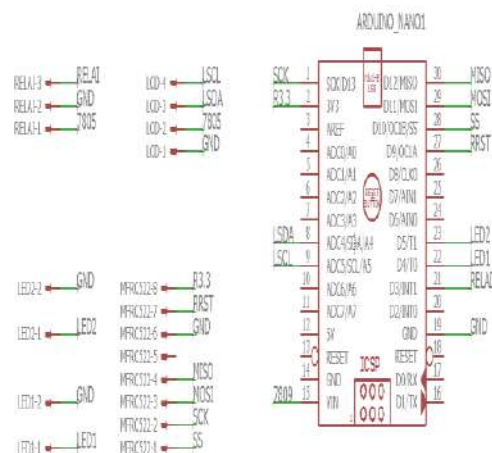 ARDUINO_NANO1
RELAI-3 RELAI
RELAI-2 GND
RELAI-1 7805
LCD-4 LSCL
LCD-3 LSDA
LCD-2 7805
LCD-1 GND
SCK 1 SCK/D13 D12/MISO 30 MISO
R3.3 2 3V3 D11/MOSI 29 MOSI
3 AREF D10/OC1B/SS 28 SS
4 ADC0/A0 D9/OC1A 27 RRST
5 ADC1/A1 D8/CLK0 26
6 ADC2/A2 D7/AIN1 25
7 ADC3/A3 D6/AIN0 24
LSDA 8 ADC4/SDA/A4 D5/T1 23 LED2
LSCL 9 ADC5/SCL/A5 D4/T0 22 LED1
10 ADC6/A6 D3/INT1 21 RELAI
11 ADC7/A7 D2/INT0 20
12 5V GND 19 GND
13 RESET RESET 18
14 GND D0/RX 17
7809 15 VIN D1/TX 16
ICSP
LED2-2 GND
LED2-1 LED2
LED1-2 GND
LED1-1 LED1
MFRC522-8 R3.3
MFRC522-7 RRST
MFRC522-6 GND
MFRC522-5
MFRC522-4 MISO
MFRC522-3 MOSI
MFRC522-2 SCK
MFRC522-1 SS